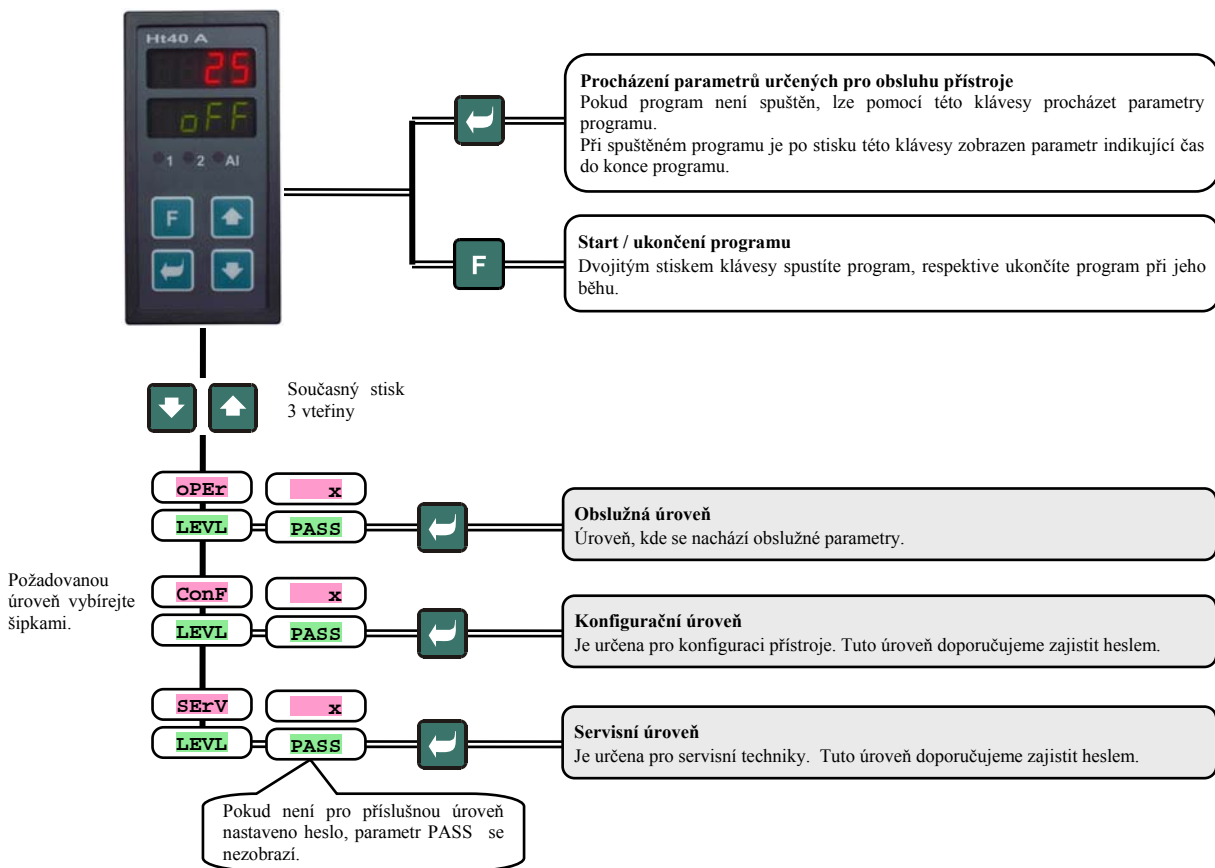 Ht40 A
25
oFF
1 2 Al
F
Procházení parametrů určených pro obsluhu přístroje
Pokud program není spuštěn, lze pomocí této klávesy procházet parametry
programu.
Při spuštěném programu je po stisku této klávesy zobrazen parametr indikující čas
do konce programu.
F
Start / ukončení programu
Dvojitým stiskem klávesy spustíte program, respektive ukončíte program při jeho
běhu.
Současný stisk
3 vteřiny
oPEr x
LEVL PASS
Obslužná úroveň
Úroveň, kde se nachází obslužné parametry.
Požadovanou
úroveň vybírejte
šipkami.
ConF x
LEVL PASS
Konfigurační úroveň
Je určena pro konfiguraci přístroje. Tuto úroveň doporučujeme zajistit heslem.
SErV x
LEVL PASS
Servisní úroveň
Je určena pro servisní techniky. Tuto úroveň doporučujeme zajistit heslem.
Pokud není pro příslušnou úroveň
nastaveno heslo, parametr PASS se
nezobrazí.